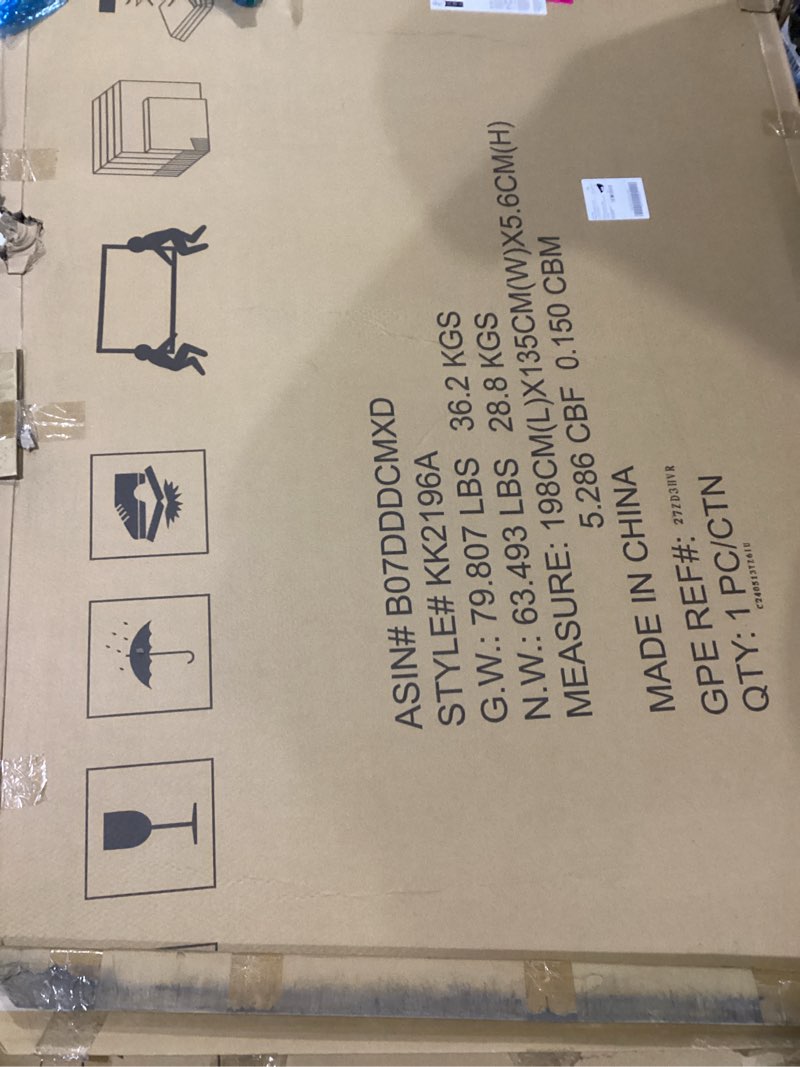 ASIN# B07DDDCMXD
STYLE# KK2196A
G.W.: 79.807 LBS 36.2 KGS
N.W.: 63.493 LBS 28.8 KGS
MEASURE: 198CM(L)X135CM(W)X5.6CM(H)
5.286 CBF 0.150 CBM
MADE IN CHINA
GPE REF#: 277D3HVR
QTY: 1 PC/CTN